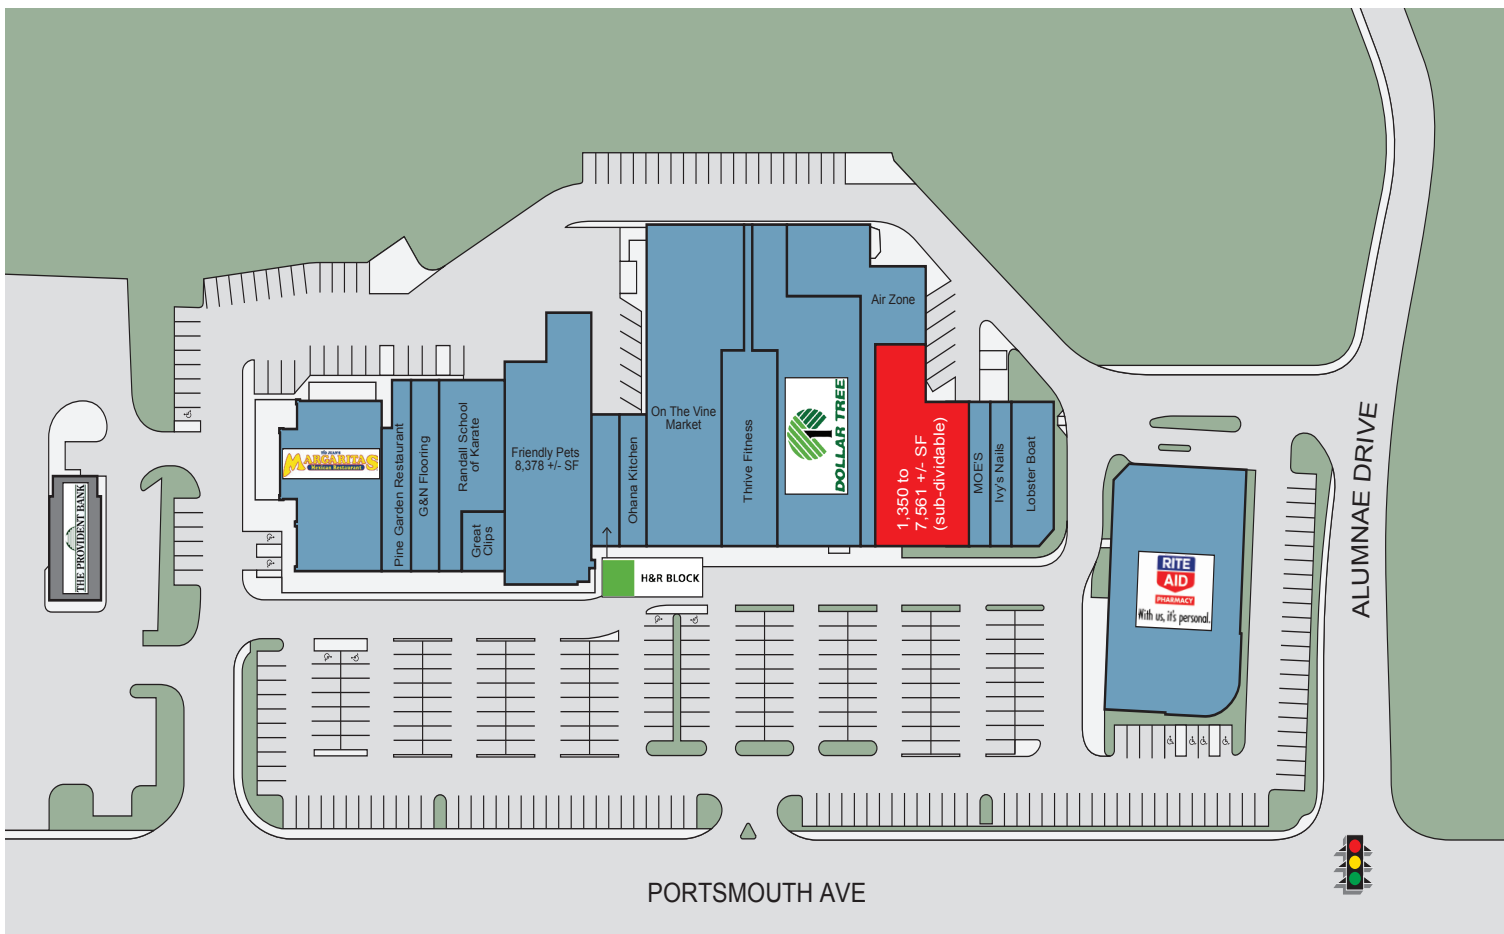 Air Zone
On The Vine
Market
Thrive Fitness
DOLLAR TREE
1,350 to
7,561 +/- SF
(sub-dividable)
MOE'S
Ivy's Nails
Lobster Boat
MARGARITAS
Mexican Restaurant
Pine Garden Restaurant
G&N Flooring
Randall School
of Karate
Great
Clips
Friendly Pets
8,378 +/- SF
Ohana Kitchen
H&R BLOCK
THE PROVIDENT BANK
RITE
AID
PHARMACY
With us, it's personal.
ALUMNAE DRIVE
PORTSMOUTH AVE